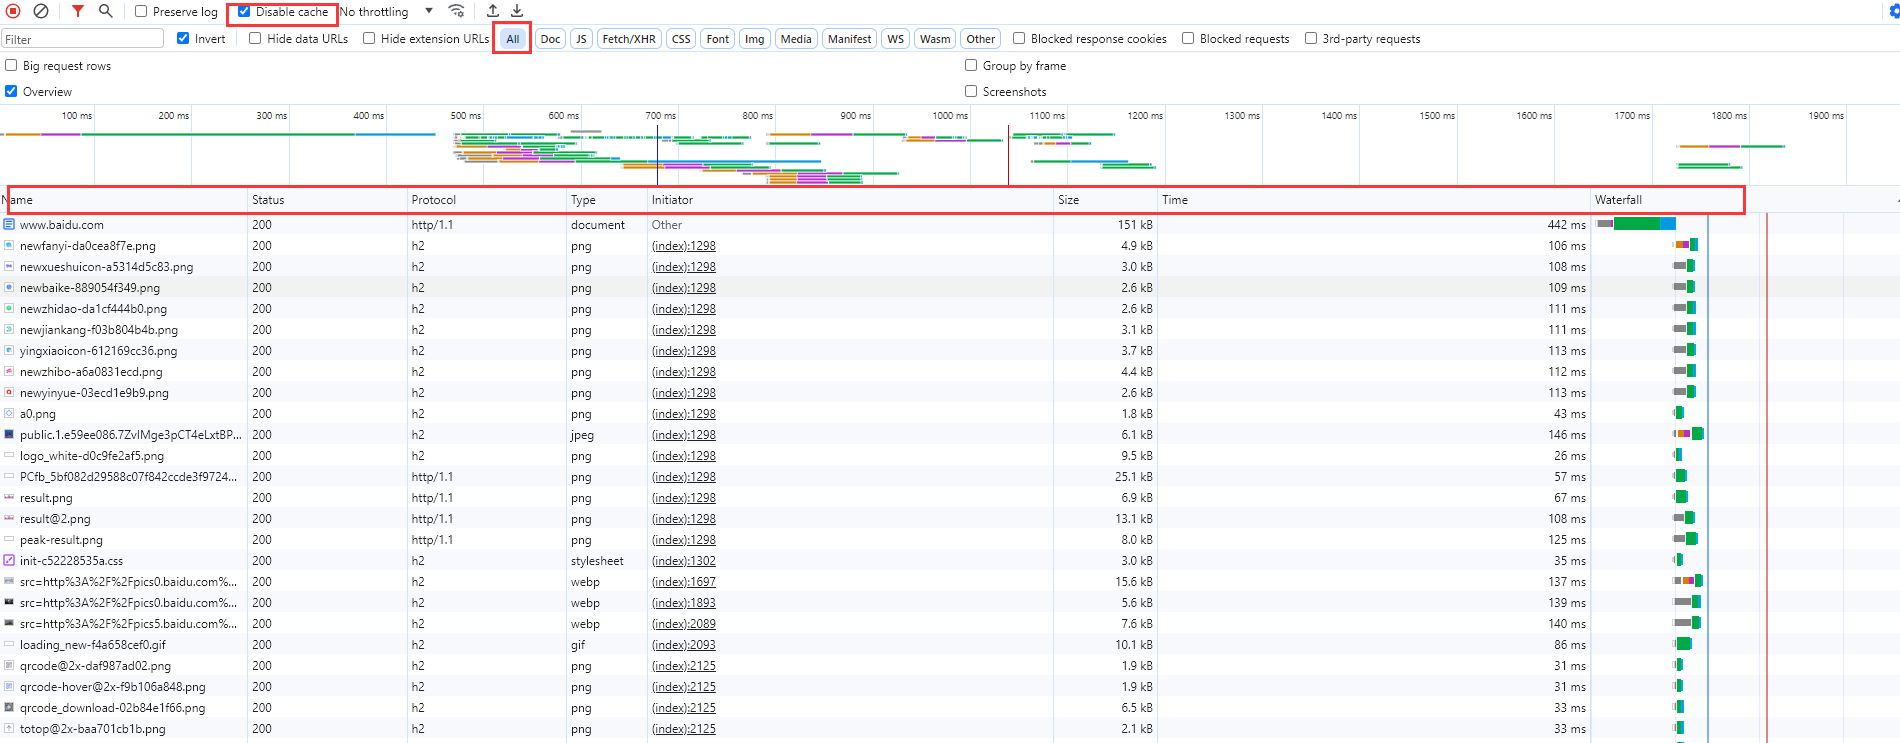 Preserve log Disable cache No throttling
Filter Invert Hide data URLs Hide extension URLs All Doc JS Fetch/XHR CSS Font Img Media Manifest WS Wasm Other Blocked response cookies Blocked requests 3rd-party requests
Big request rows Group by frame
Overview Screenshots
100 ms 200 ms 300 ms 400 ms 500 ms 600 ms 700 ms 800 ms 900 ms 1000 ms 1100 ms 1200 ms 1300 ms 1400 ms 1500 ms 1600 ms 1700 ms 1800 ms 1900 ms
Name Status Protocol Type Initiator Size Time Waterfall
www.baidu.com 200 http/1.1 document Other 151 kB 442 ms
newfanyi-da0cea8f7e.png 200 h2 png (index):1298 4.9 kB 106 ms
newxueshuicon-a5314d5c83.png 200 h2 png (index):1298 3.0 kB 108 ms
newbaike-889054f349.png 200 h2 png (index):1298 2.6 kB 109 ms
newzhidao-da1cf444b0.png 200 h2 png (index):1298 2.6 kB 111 ms
newjiankang-f03b804b4b.png 200 h2 png (index):1298 3.1 kB 111 ms
yingxiaoicon-612169cc36.png 200 h2 png (index):1298 3.7 kB 113 ms
newzhibo-a6a0831ecd.png 200 h2 png (index):1298 4.4 kB 112 ms
newyinyue-03ecd1e9b9.png 200 h2 png (index):1298 2.6 kB 113 ms
a0.png 200 h2 png (index):1298 1.8 kB 43 ms
public.1.e59ee086.7ZvIMge3pCT4eLxtBP... 200 h2 jpeg (index):1298 6.1 kB 146 ms
logo_white-d0c9fe2af5.png 200 h2 png (index):1298 9.5 kB 26 ms
PCfb_5bf082d29588c07f842ccde3f9724... 200 http/1.1 png (index):1298 25.1 kB 57 ms
result.png 200 http/1.1 png (index):1298 6.9 kB 67 ms
result@2.png 200 http/1.1 png (index):1298 13.1 kB 108 ms
peak-result.png 200 http/1.1 png (index):1298 8.0 kB 125 ms
init-c52228535a.css 200 h2 stylesheet (index):1302 3.0 kB 35 ms
src=http%3A%2F%2Fpics0.baidu.com%... 200 h2 webp (index):1697 15.6 kB 137 ms
src=http%3A%2F%2Fpics0.baidu.com%... 200 h2 webp (index):1893 5.6 kB 139 ms
src=http%3A%2F%2Fpics5.baidu.com%... 200 h2 webp (index):2089 7.6 kB 140 ms
loading_new-f4a658cef0.gif 200 h2 gif (index):2093 10.1 kB 86 ms
qrcode@2x-daf987ad02.png 200 h2 png (index):2125 1.9 kB 31 ms
qrcode-hover@2x-f9b106a848.png 200 h2 png (index):2125 1.9 kB 31 ms
qrcode_download-02b84e1f66.png 200 h2 png (index):2125 6.5 kB 33 ms
totop@2x-baa701cb1b.png 200 h2 png (index):2125 2.1 kB 33 ms